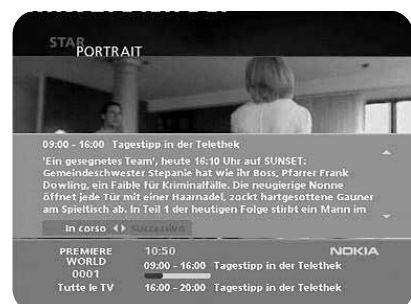 STAR
PORTRAIT
09:00 - 16:00 Tagestipp in der Telethek
'Ein gesegnetes Team', heute 16:10 Uhr auf SUNSET:
Gemeindeschwester Stepanie hat wie ihr Boss, Pfarrer Frank
Dowling, ein Faible für Kriminalfälle. Die neugierige Nonne
öffnet jede Tür mit einer Haarnadel, zockt hartgesottene Gauner
am Spieltisch ab. In Teil 1 der heutigen Folge stirbt ein Mann im
In corso Successivo
PREMIERE WORLD 10:50 NOKIA
0001 09:00 - 16:00 Tagestipp in der Telethek
Tutte le TV 16:00 - 20:00 Tagestipp in der Telethek